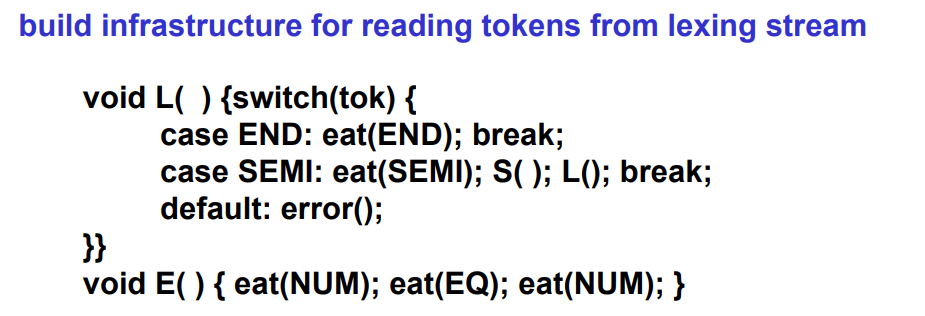 build infrastructure for reading tokens from lexing stream
void L( ) {switch(tok) {
case END: eat(END); break;
case SEMI: eat(SEMI); S( ); L(); break;
default: error();
}}
void E( ) { eat(NUM); eat(EQ); eat(NUM); }